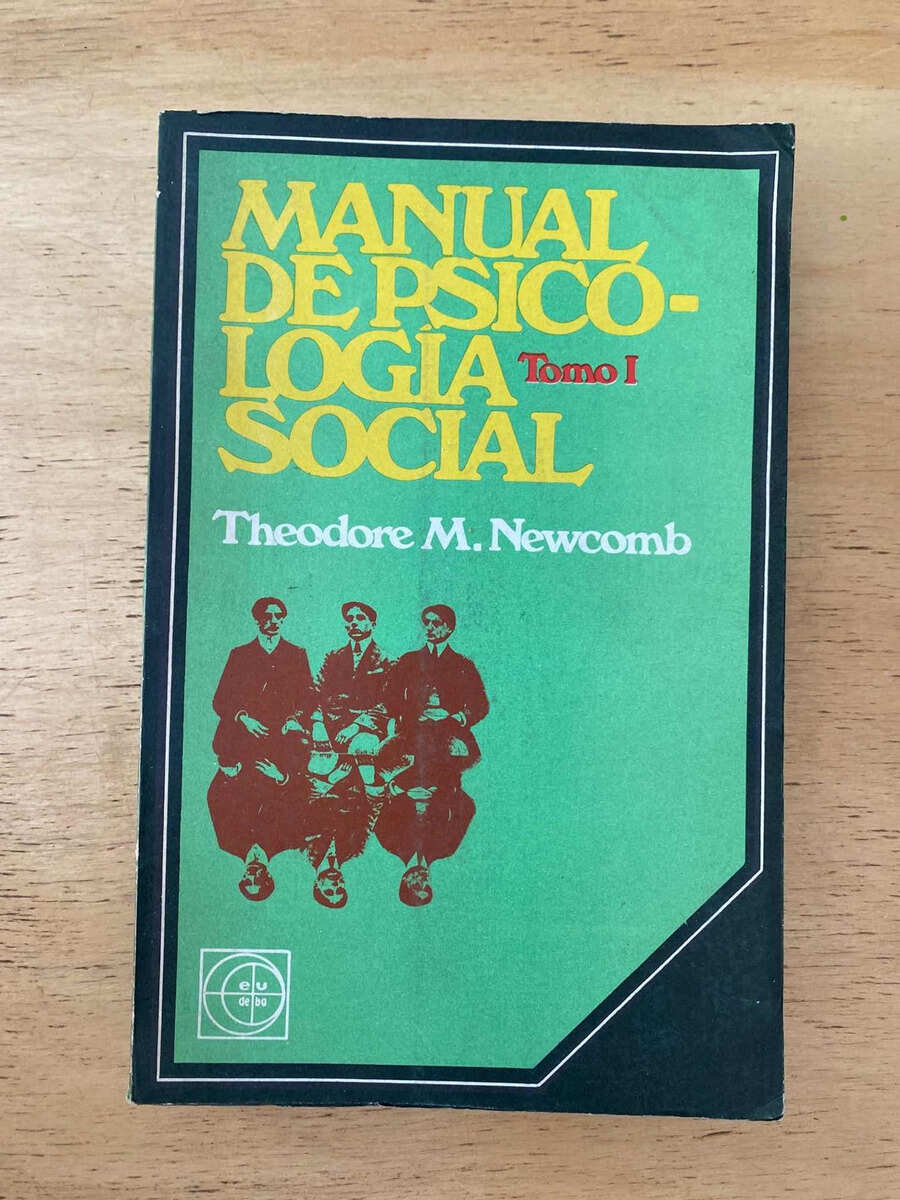 MANUAL
DE PSICO-
LOGÍA Tomo I
SOCIAL
Theodore M. Newcomb
eu
de ba